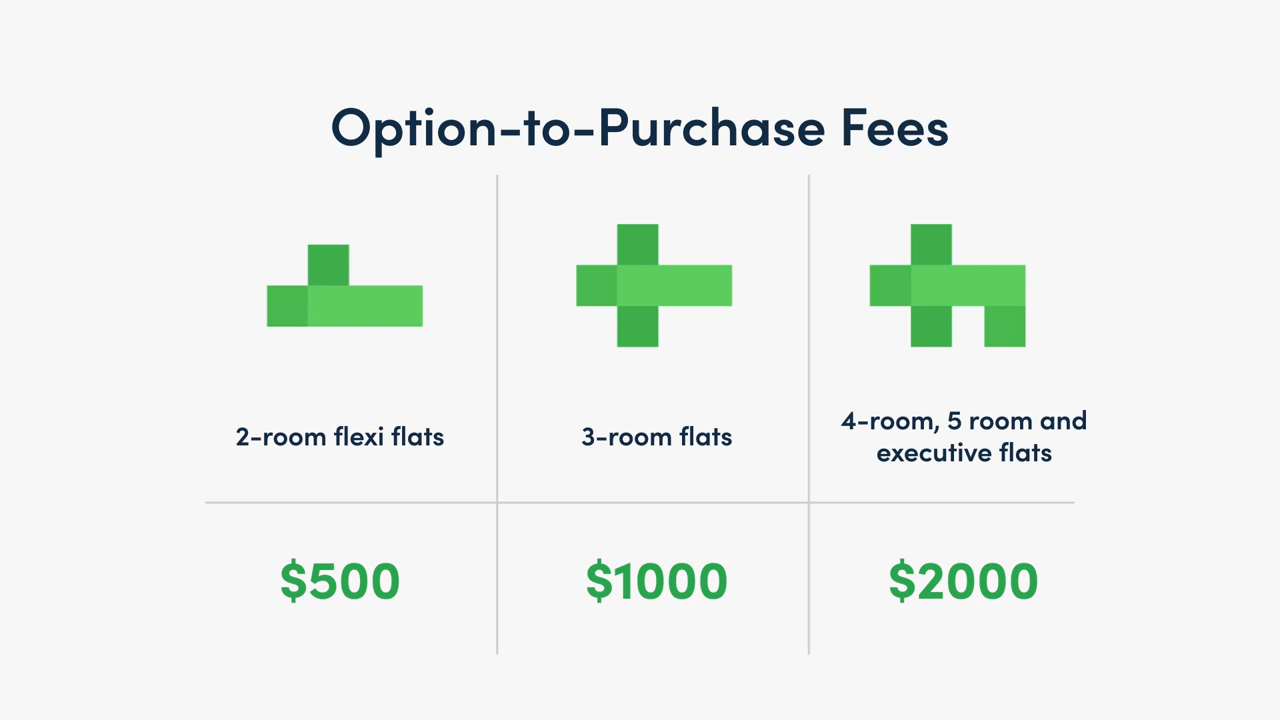 Option-to-Purchase Fees
2-room flexi flats
3-room flats
4-room, 5 room and
executive flats
$500
$1000
$2000